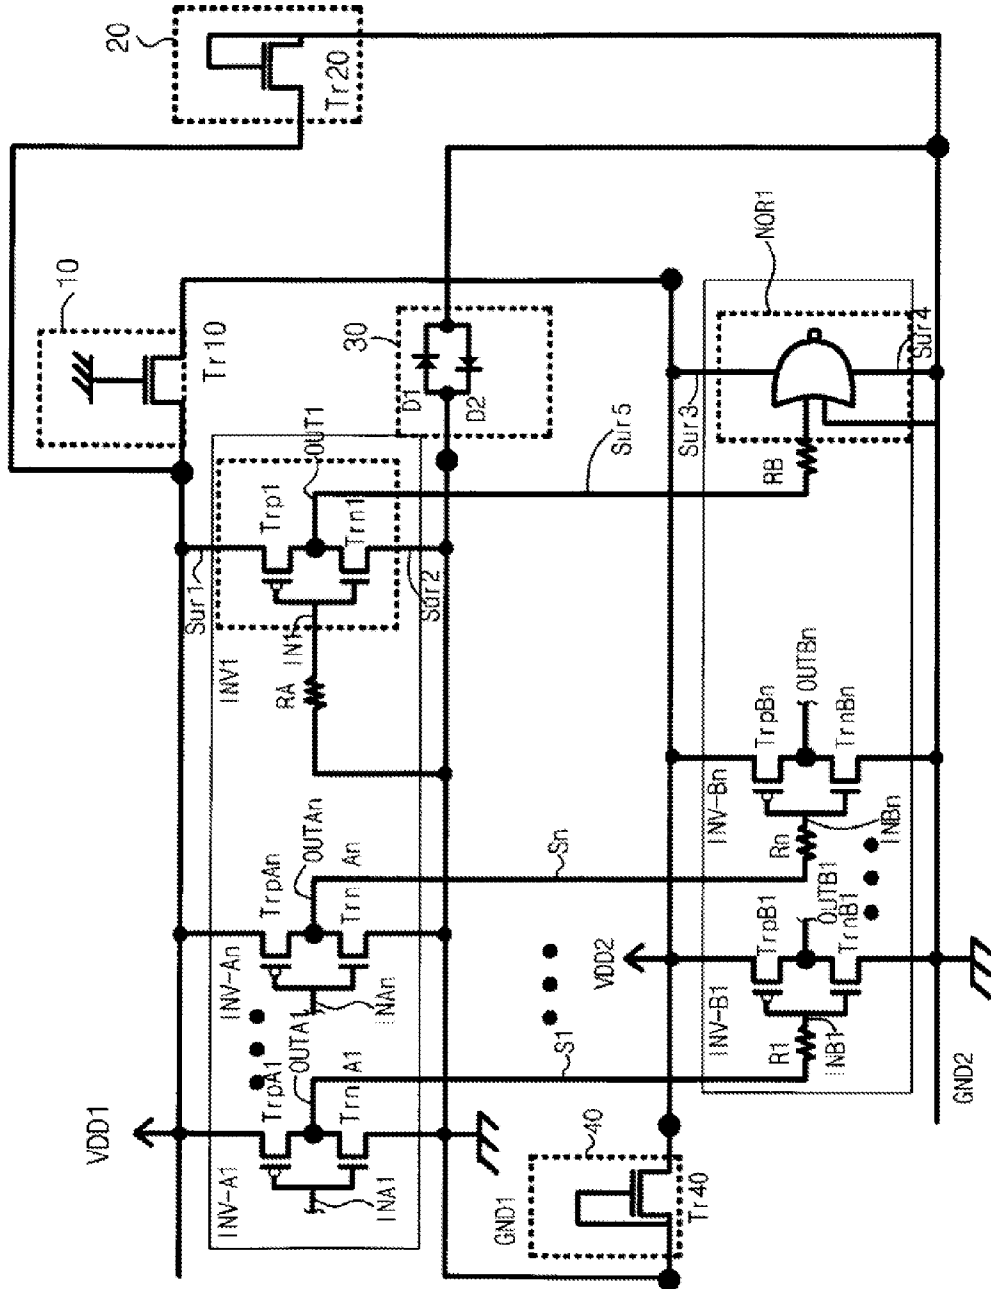 20
Tr20
10
Tr10
30
D1
D2
NOR1
Sur3
Sur4
Sur5
RB
OUT1
Trp1
Trn1
Sur1
Sur2
IN1
INV1
RA
VDD1
INV-A1
TrpA1
OUTA1
Trn A1
INA1
INV-An
TrpAn
OUTAn
Trn An
INAn
GND1
S1
Sn
VDD2
40
Tr40
INV-B1
TrpB1
OUTB1
TrnB1
R1
INB1
INV-Bn
TrpBn
OUTBn
TrnBn
Rn
INBn
GND2